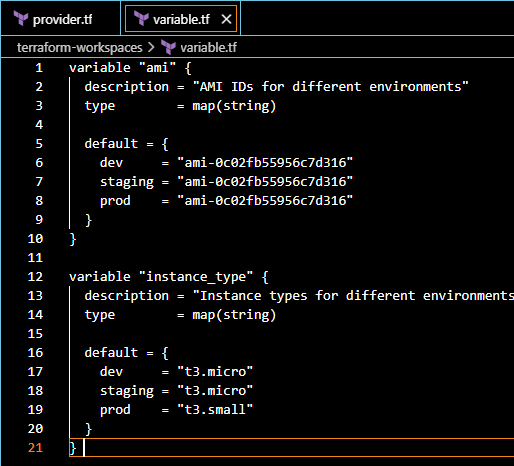 provider.tf variable.tf
terraform-workspaces > variable.tf
1 variable "ami" {
2   description = "AMI IDs for different environments"
3   type        = map(string)
4
5   default = {
6     dev     = "ami-0c02fb55956c7d316"
7     staging = "ami-0c02fb55956c7d316"
8     prod    = "ami-0c02fb55956c7d316"
9   }
10 }
11
12 variable "instance_type" {
13   description = "Instance types for different environments
14   type        = map(string)
15
16   default = {
17     dev     = "t3.micro"
18     staging = "t3.micro"
19     prod    = "t3.small"
20   }
21 }